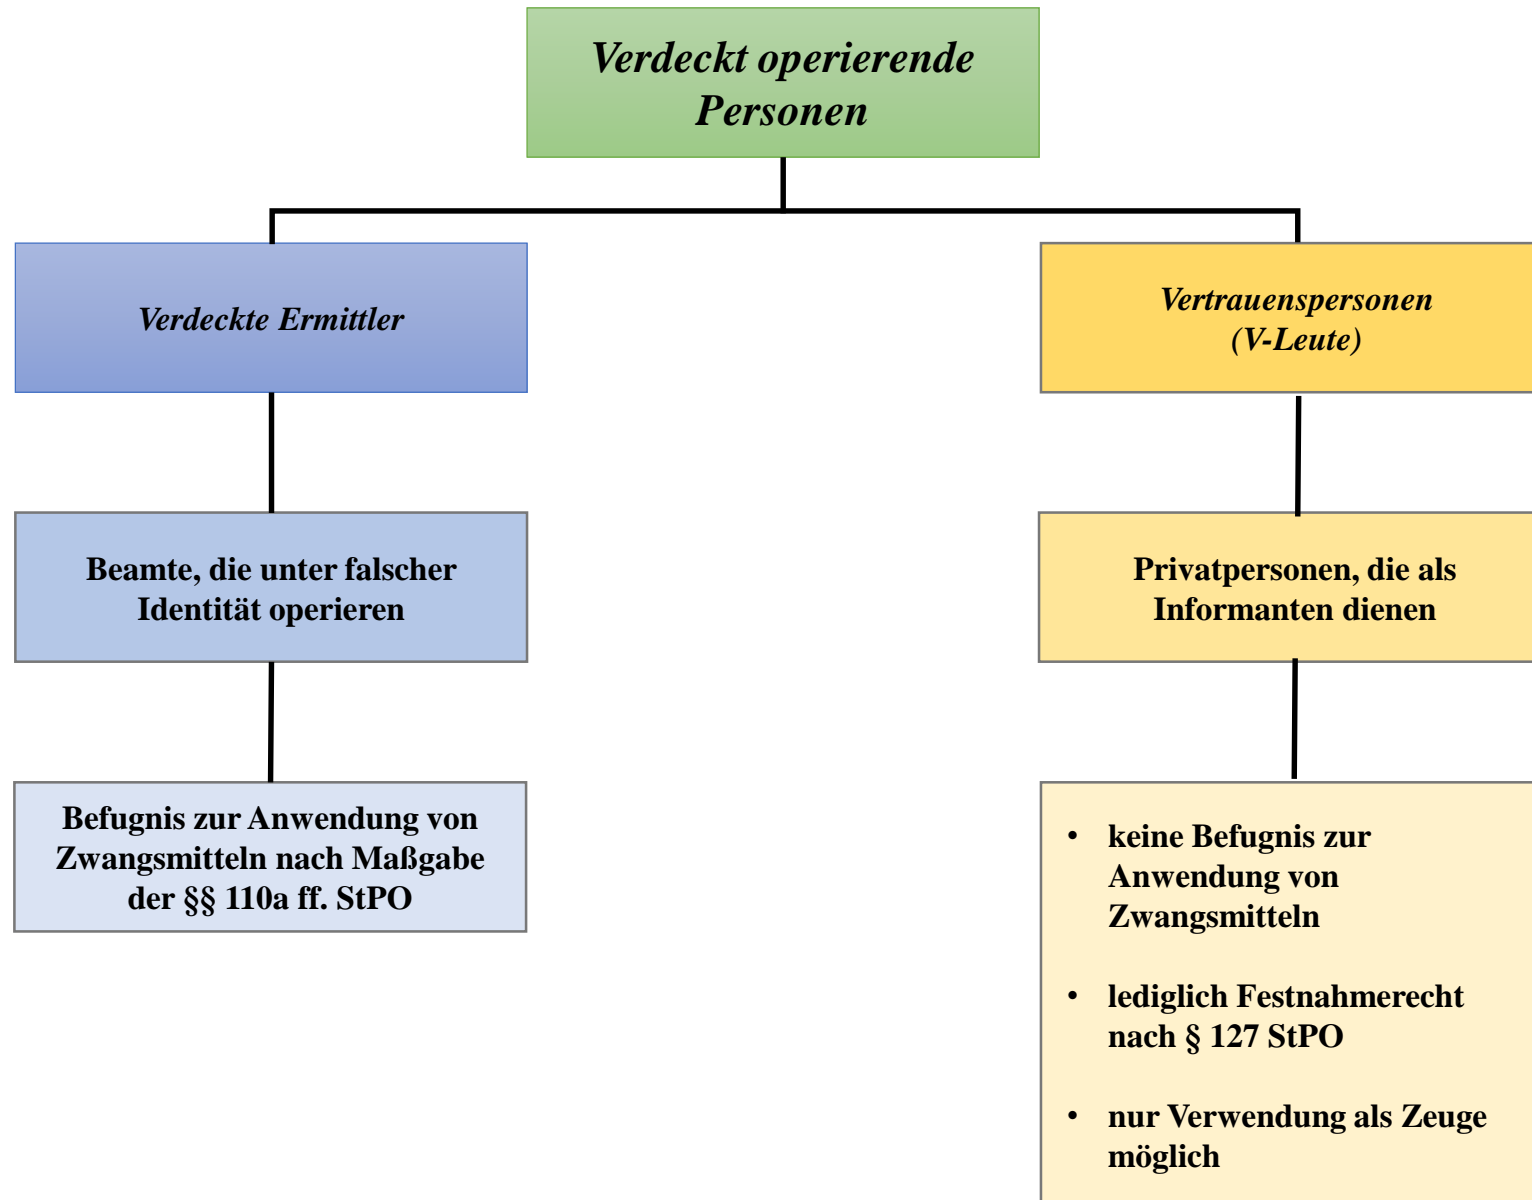 Verdeckt operierende
Personen
Verdeckte Ermittler
Vertrauenspersonen
(V-Leute)
Beamte, die unter falscher
Identität operieren
Privatpersonen, die als
Informanten dienen
Befugnis zur Anwendung von
Zwangsmitteln nach Maßgabe
der §§ 110a ff. StPO
• keine Befugnis zur
Anwendung von
Zwangsmitteln
• lediglich Festnahmerecht
nach § 127 StPO
• nur Verwendung als Zeuge
möglich